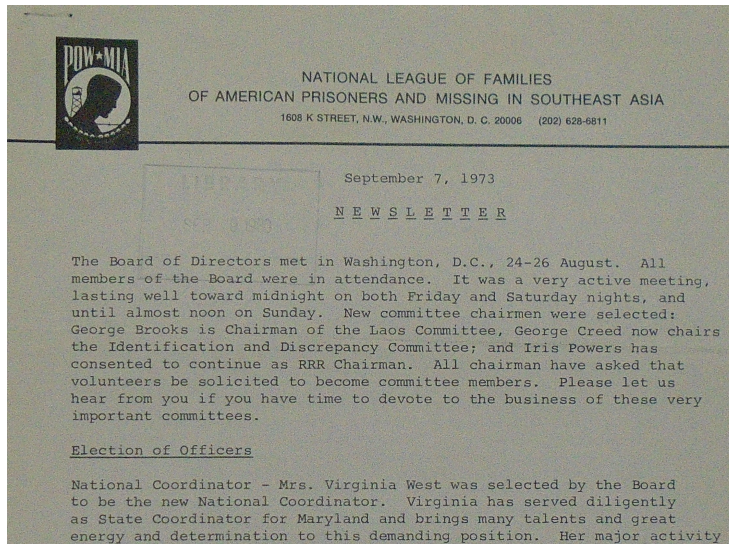 POW★MIA
NATIONAL LEAGUE OF FAMILIES
OF AMERICAN PRISONERS AND MISSING IN SOUTHEAST ASIA
1608 K STREET, N.W., WASHINGTON, D. C. 20006 (202) 628-6811
September 7, 1973
N E W S L E T T E R
The Board of Directors met in Washington, D.C., 24-26 August. All
members of the Board were in attendance. It was a very active meeting,
lasting well toward midnight on both Friday and Saturday nights, and
until almost noon on Sunday. New committee chairmen were selected:
George Brooks is Chairman of the Laos Committee, George Creed now chairs
the Identification and Discrepancy Committee; and Iris Powers has
consented to continue as RRR Chairman. All chairman have asked that
volunteers be solicited to become committee members. Please let us
hear from you if you have time to devote to the business of these very
important committees.
Election of Officers
National Coordinator - Mrs. Virginia West was selected by the Board
to be the new National Coordinator. Virginia has served diligently
as State Coordinator for Maryland and brings many talents and great
energy and determination to this demanding position. Her major activity